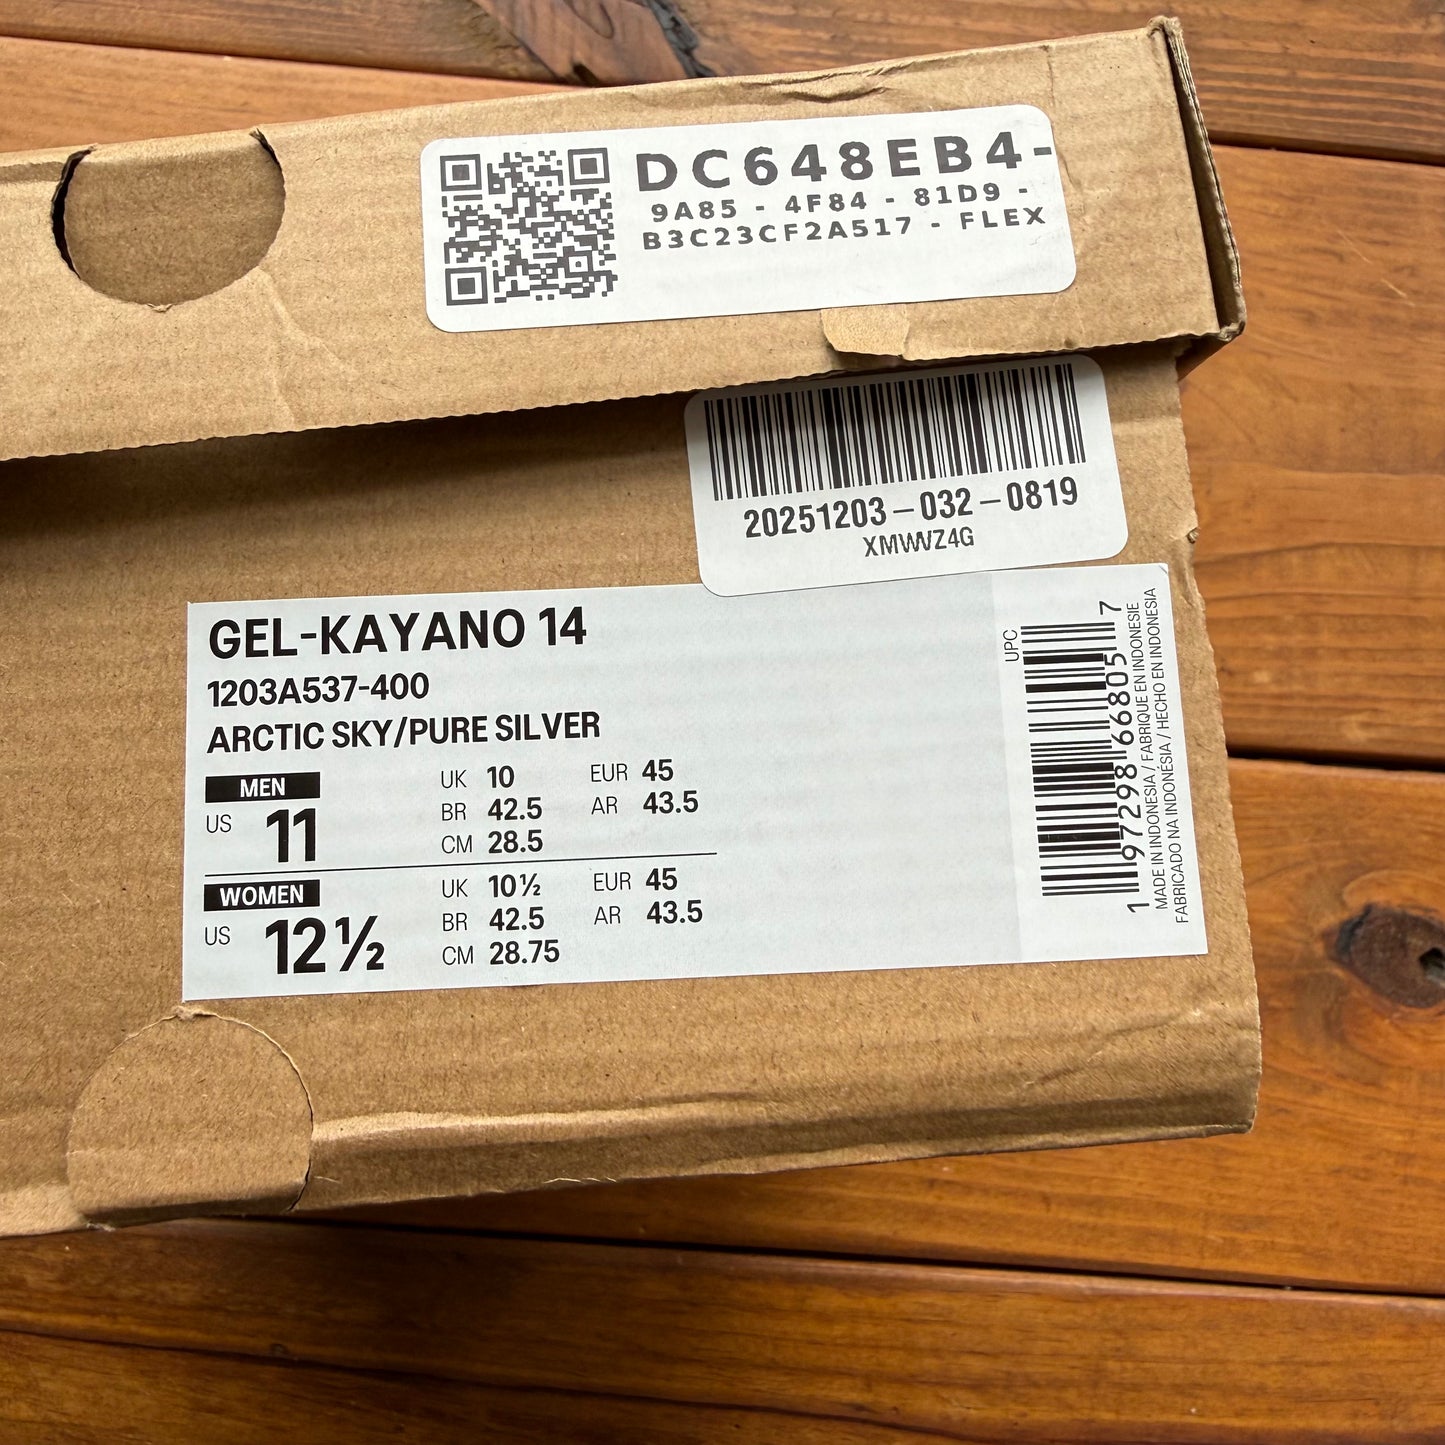 DC648EB4-
9A85 - 4F84 - 81D9 -
B3C23CF2A517 - FLEX
20251203-032-0819
XMWVZ4G
GEL-KAYANO 14
1203A537-400
ARCTIC SKY/PURE SILVER
MEN
US 11
UK 10 EUR 45
BR 42.5 AR 43.5
CM 28.5
WOMEN
US 12½
UK 10½ EUR 45
BR 42.5 AR 43.5
CM 28.75
UPC
1 97298 66805 7
MADE IN INDONESIA / FABRIQUE EN INDONESIE
FABRICADO NA INDONÉSIA / HECHO EN INDONESIA